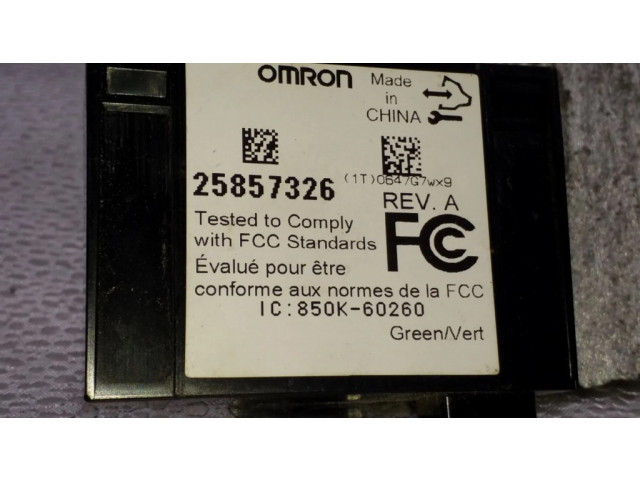 OMRON
Made
in
CHINA
25857326
(1T)0647G7wx9
REV. A
Tested to Comply
with FCC Standards
FC
Évalué pour être
conforme aux normes de la FCC
IC:850K-60260
Green/Vert